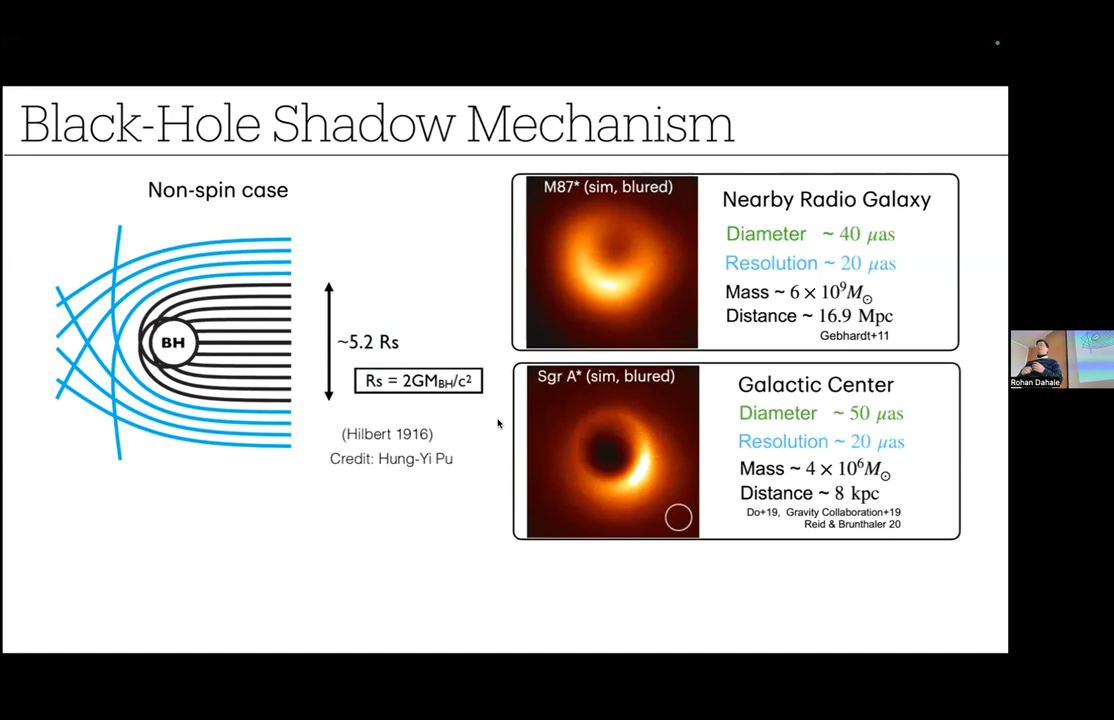 Black-Hole Shadow Mechanism
Non-spin case
BH
~5.2 Rs
Rs = 2GMBH/c²
(Hilbert 1916)
Credit: Hung-Yi Pu
M87* (sim, blured)
Nearby Radio Galaxy
Diameter ~ 40 μas
Resolution ~ 20 μas
Mass ~ 6 × 10⁹M☉
Distance ~ 16.9 Mpc
Gebhardt+11
Sgr A* (sim, blured)
Galactic Center
Diameter ~ 50 μas
Resolution ~ 20 μas
Mass ~ 4 × 10⁶M☉
Distance ~ 8 kpc
Do+19, Gravity Collaboration+19
Reid & Brunthaler 20
Rohan Dahale